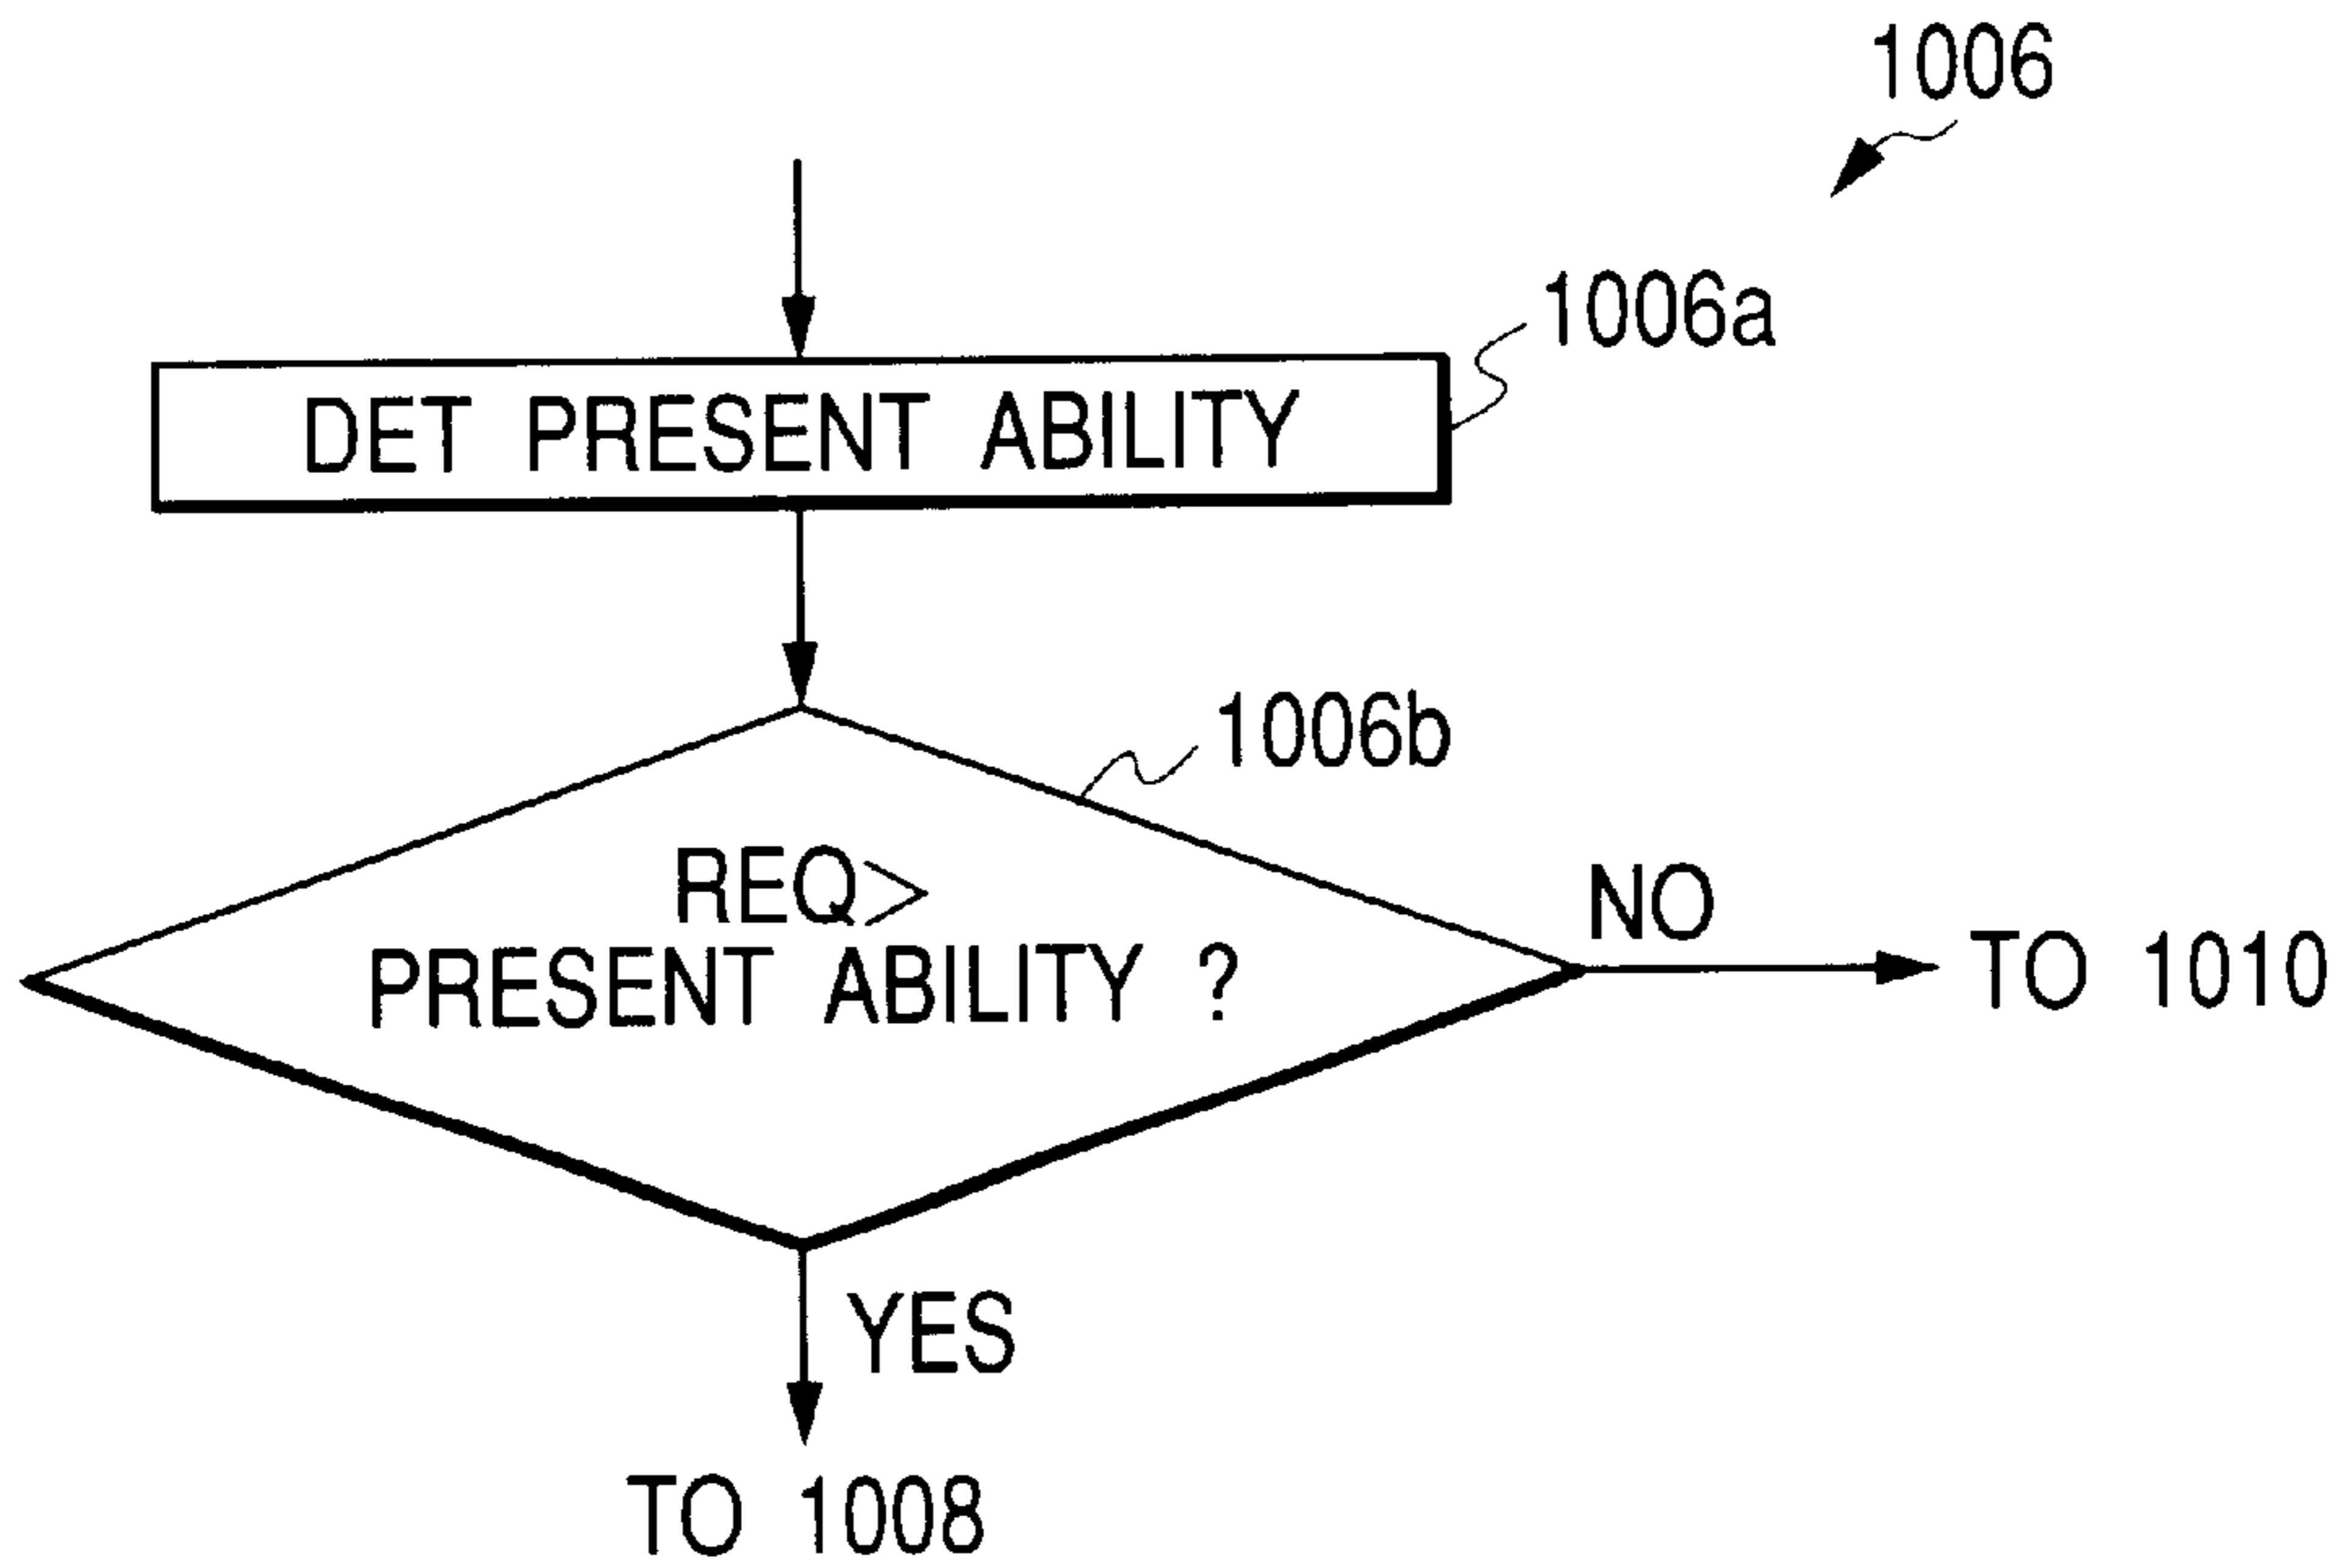 1006
1006a
DET PRESENT ABILITY
1006b
REQ>
PRESENT ABILITY ?
NO
TO 1010
YES
TO 1008